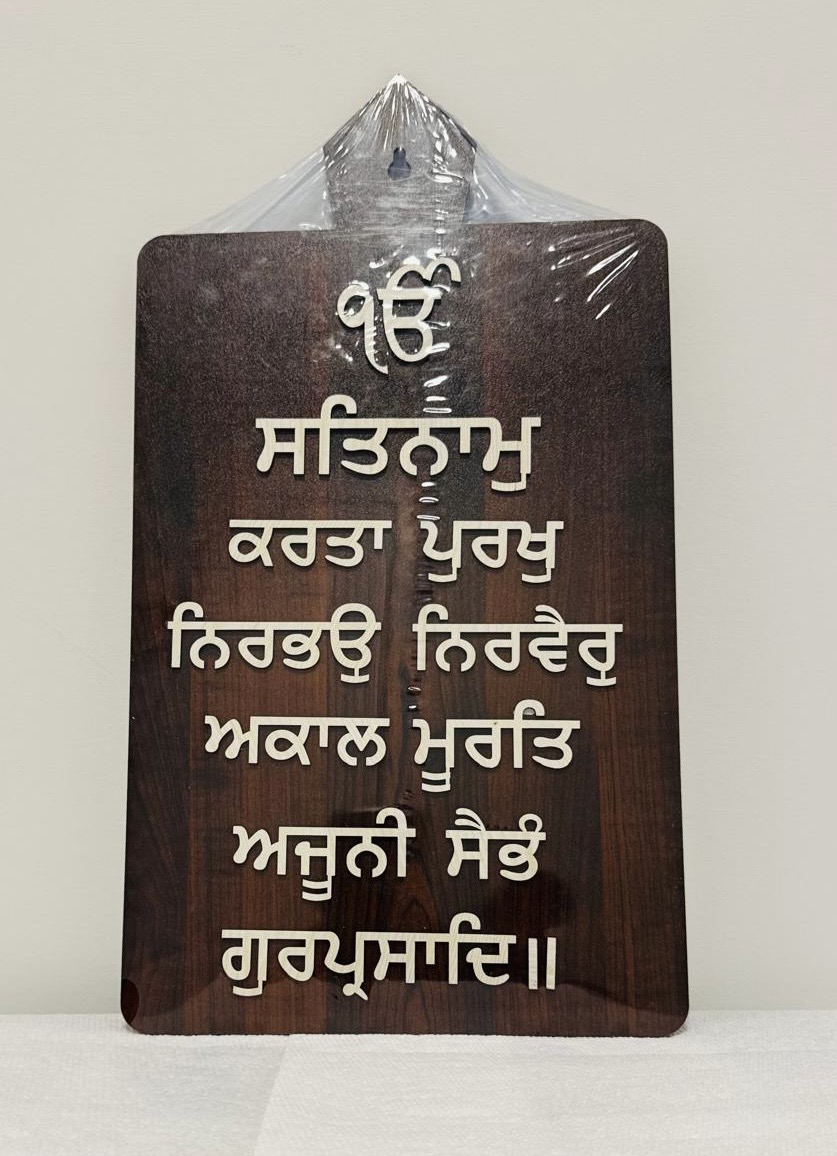 ੴ
ਸਤਿਨਾਮੁ
ਕਰਤਾ ਪੁਰਖੁ
ਨਿਰਭਉ ਨਿਰਵੈਰੁ
ਅਕਾਲ ਮੂਰਤਿ
ਅਜੂਨੀ ਸੈਭੰ
ਗੁਰਪ੍ਰਸਾਦਿ॥